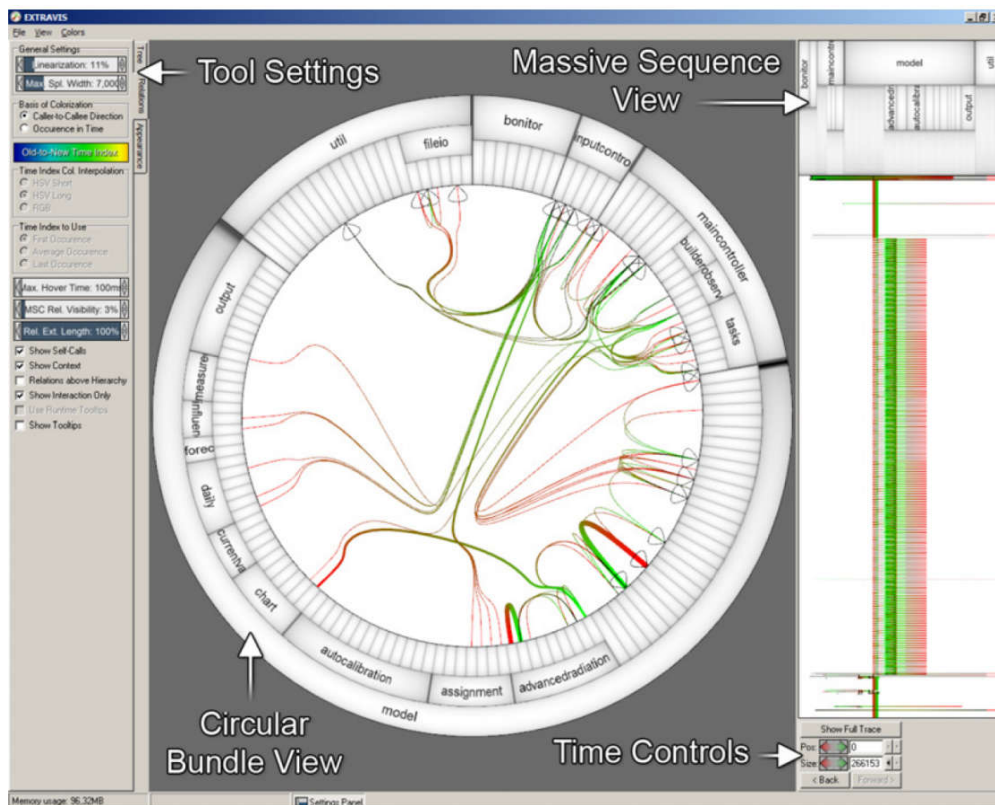 EXTRAVIS
File View Colors
General Settings
Linearization: 11%
Max. Spl. Width: 7,000
Basis of Colorization
Caller-to-Callee Direction
Occurence in Time
Old-to-New Time Index
Time Index Col. Interpolation
HSV Short
HSV Long
RGB
Time Index to Use
First Occurence
Average Occurence
Last Occurence
Max. Hover Time: 100m
MSC Rel. Visibility: 3%
Rel. Ext. Length: 100%
Show Self-Calls
Show Context
Relations above Hierarchy
Show Interaction Only
Use Runtime Tooltips
Show Tooltips
Tree
Relations
Appearance
Tool Settings
Massive Sequence
View
util
fileio
bonitor
inputcontro
maincontroller
builderobserv
tasks
output
measure
influen
forec
daily
currentva
chart
autocalibration
assignment
advancedradiation
model
Circular
Bundle View
bonitor
maincontro
model
util
advancedra
autocalibra
output
Time Controls
Show Full Trace
Pos: 0
Size: 266153
< Back Forward >
Memory usage: 96.32MB
Settings Panel